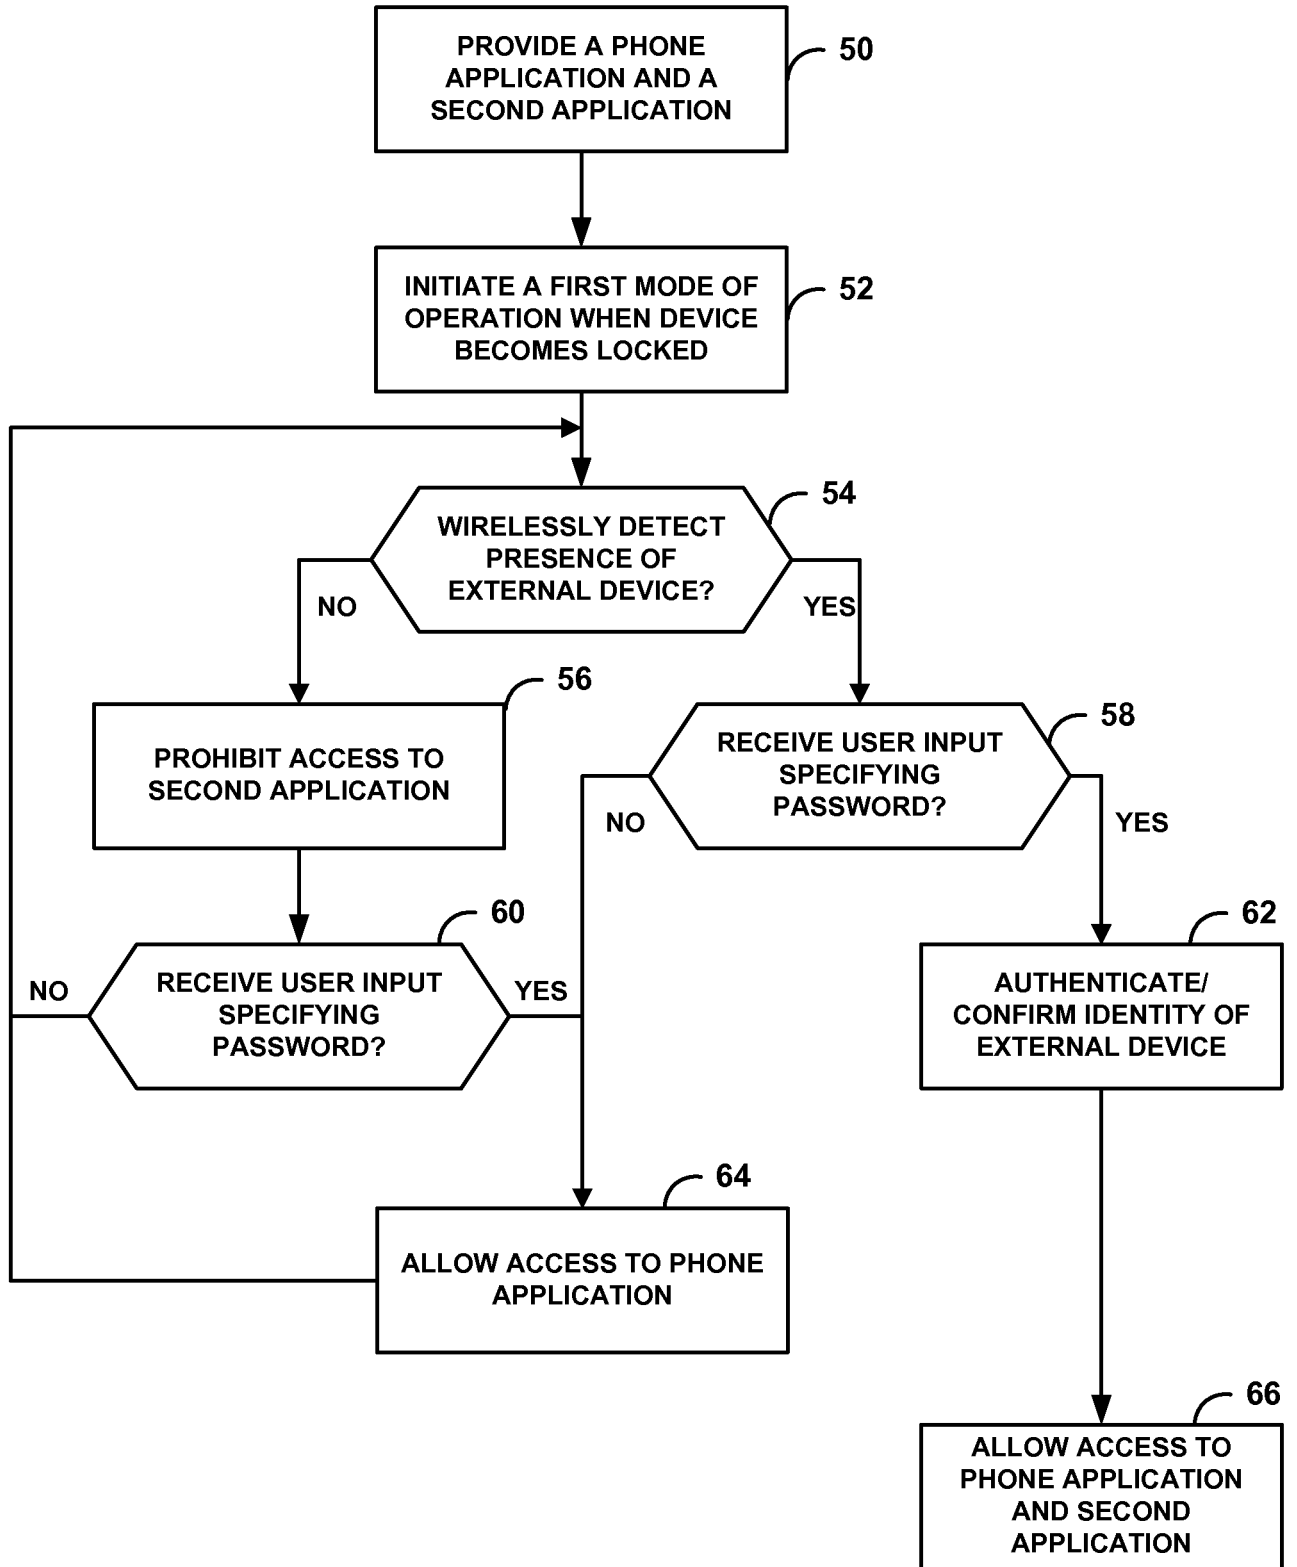 PROVIDE A PHONE
APPLICATION AND A
SECOND APPLICATION
50
INITIATE A FIRST MODE OF
OPERATION WHEN DEVICE
BECOMES LOCKED
52
WIRELESSLY DETECT
PRESENCE OF
EXTERNAL DEVICE?
54
NO
YES
PROHIBIT ACCESS TO
SECOND APPLICATION
56
RECEIVE USER INPUT
SPECIFYING
PASSWORD?
58
NO
YES
RECEIVE USER INPUT
SPECIFYING
PASSWORD?
60
NO
YES
AUTHENTICATE/
CONFIRM IDENTITY OF
EXTERNAL DEVICE
62
ALLOW ACCESS TO PHONE
APPLICATION
64
ALLOW ACCESS TO
PHONE APPLICATION
AND SECOND
APPLICATION
66